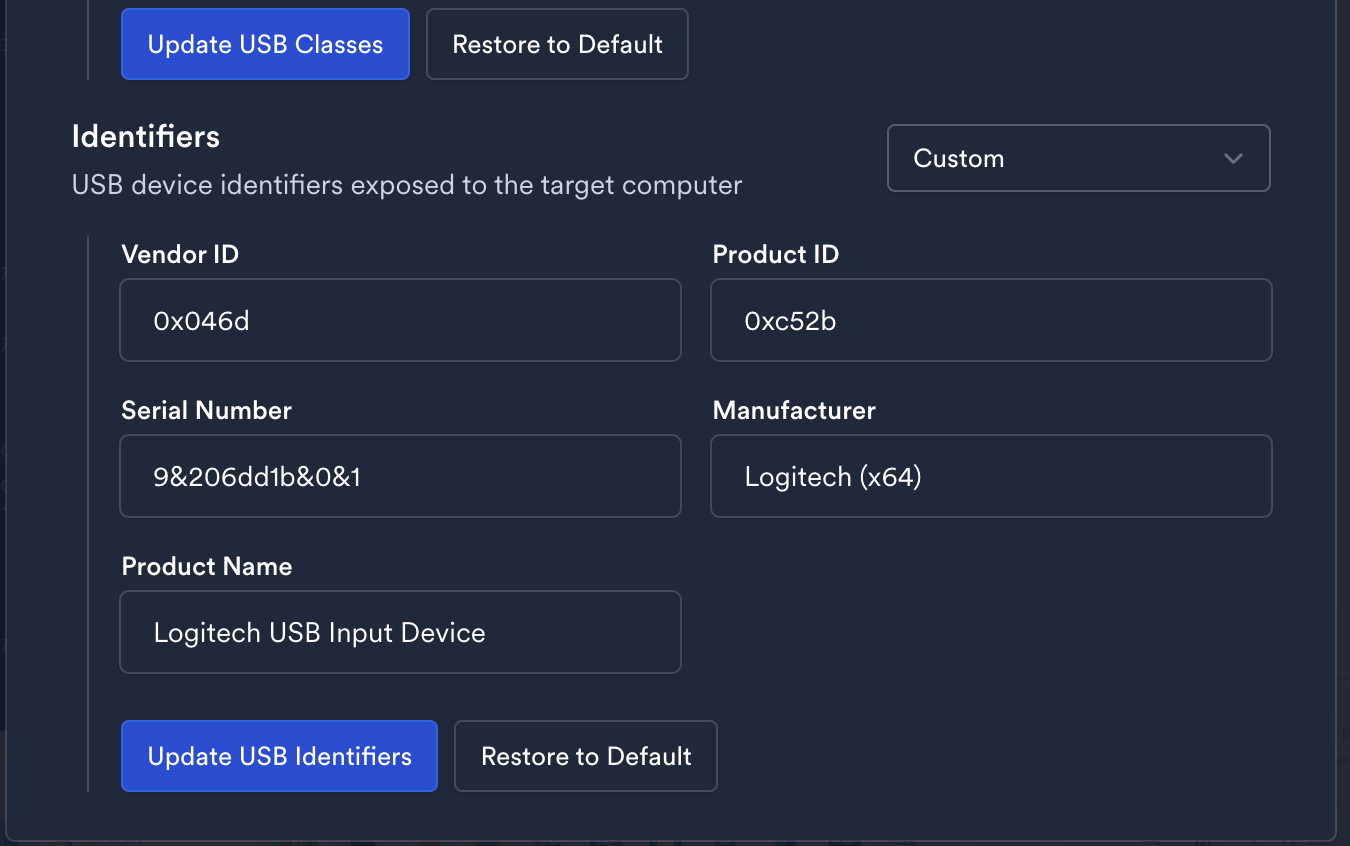 Update USB Classes
Restore to Default
Identifiers
USB device identifiers exposed to the target computer
Custom
Vendor ID
Product ID
0x046d
0xc52b
Serial Number
Manufacturer
9&206dd1b&0&1
Logitech (x64)
Product Name
Logitech USB Input Device
Update USB Identifiers
Restore to Default